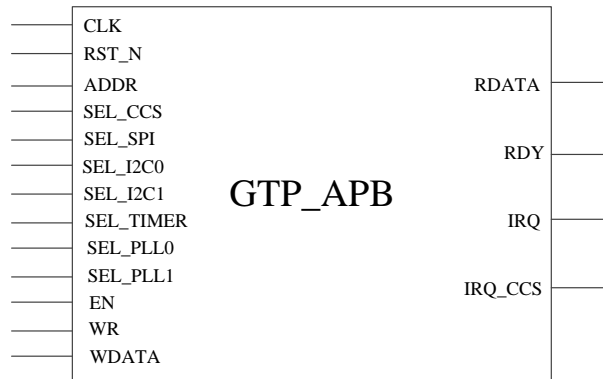 CLK
RST_N
ADDR
SEL_CCS
SEL_SPI
SEL_I2C0
SEL_I2C1
SEL_TIMER
SEL_PLL0
SEL_PLL1
EN
WR
WDATA
GTP_APB
RDATA
RDY
IRQ
IRQ_CCS